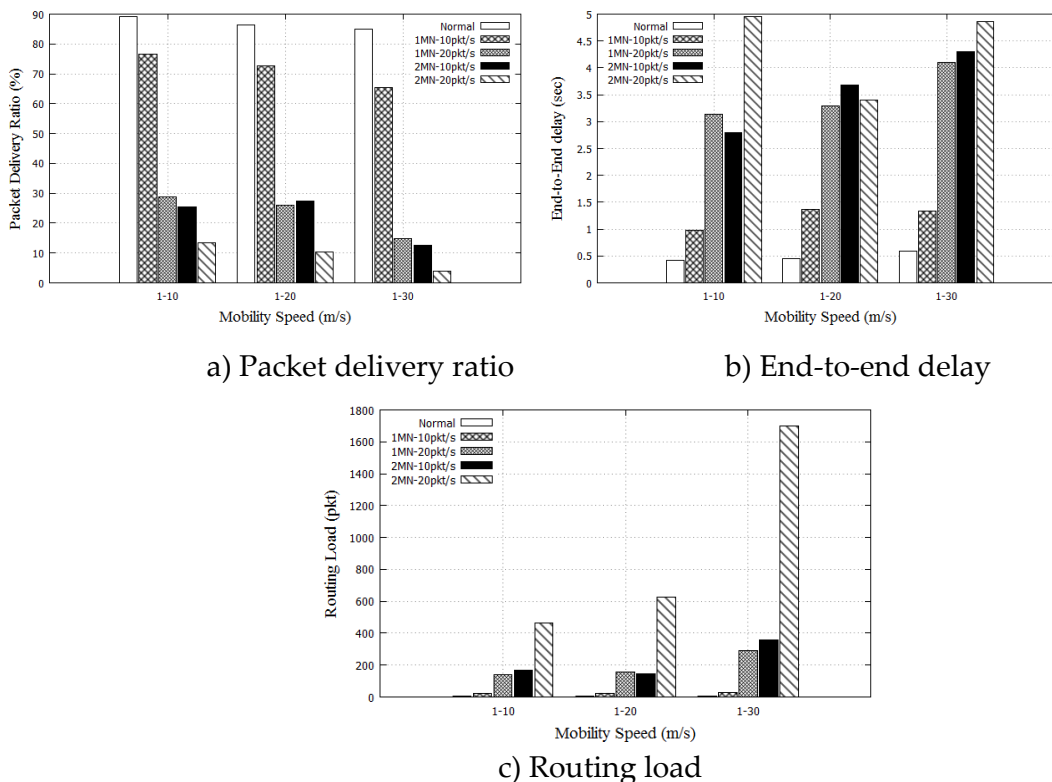 90
80
70
60
50
40
30
20
10
0
Packet Delivery Ratio (%)
Normal
1MN-10pkt/s
1MN-20pkt/s
2MN-10pkt/s
2MN-20pkt/s
1-10
1-20
1-30
Mobility Speed (m/s)
a) Packet delivery ratio
5
4.5
4
3.5
3
2.5
2
1.5
1
0.5
0
End-to-End delay (sec)
Normal
1MN-10pkt/s
1MN-20pkt/s
2MN-10pkt/s
2MN-20pkt/s
1-10
1-20
1-30
Mobility Speed (m/s)
b) End-to-end delay
1800
1600
1400
1200
1000
800
600
400
200
0
Routing Load (pkt)
Normal
1MN-10pkt/s
1MN-20pkt/s
2MN-10pkt/s
2MN-20pkt/s
1-10
1-20
1-30
Mobility Speed (m/s)
c) Routing load